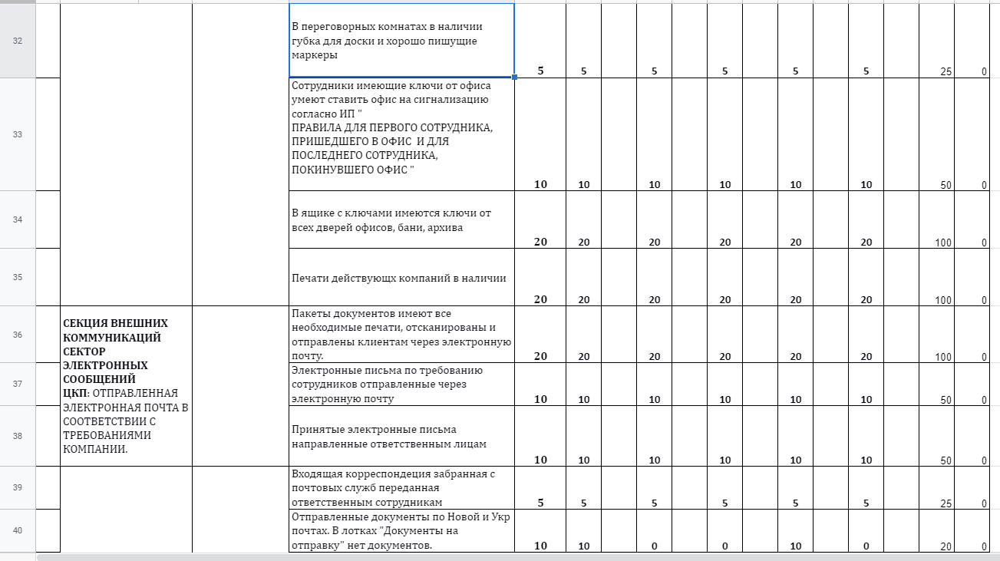 32
В переговорных комнатах в наличии
губка для доски и хорошо пишущие
маркеры
5 5 5 5 5 5 25 0
33
Сотрудники имеющие ключи от офиса
умеют ставить офис на сигнализацию
согласно ИП "
ПРАВИЛА ДЛЯ ПЕРВОГО СОТРУДНИКА,
ПРИШЕДШЕГО В ОФИС И ДЛЯ
ПОСЛЕДНЕГО СОТРУДНИКА,
ПОКИНУВШЕГО ОФИС "
10 10 10 10 10 10 50 0
34
В ящике с ключами имеются ключи от
всех дверей офисов, бани, архива
20 20 20 20 20 20 100 0
35
Печати действующх компаний в наличии
20 20 20 20 20 20 100 0
СЕКЦИЯ ВНЕШНИХ
КОММУНИКАЦИЙ
СЕКТОР
ЭЛЕКТРОННЫХ
СООБЩЕНИЙ
ЦКП: ОТПРАВЛЕННАЯ
ЭЛЕКТРОННАЯ ПОЧТА В
СООТВЕТСТВИИ С
ТРЕБОВАНИЯМИ
КОМПАНИИ.
36
Пакеты документов имеют все
необходимые печати, отсканированы и
отправлены клиентам через электронную
почту.
20 20 20 20 20 20 100 0
37
Электронные письма по требованию
сотрудников отправленные через
электронную почту
10 10 10 10 10 10 50 0
38
Принятые электронные письма
направленные ответственным лицам
10 10 10 10 10 10 50 0
39
Входящая корреспондеция забранная с
почтовых служб переданная
ответственным сотрудникам
5 5 5 5 5 5 25 0
40
Отправленные документы по Новой и Укр
почтах. В лотках "Документы на
отправку" нет документов.
10 10 0 0 10 0 20 0